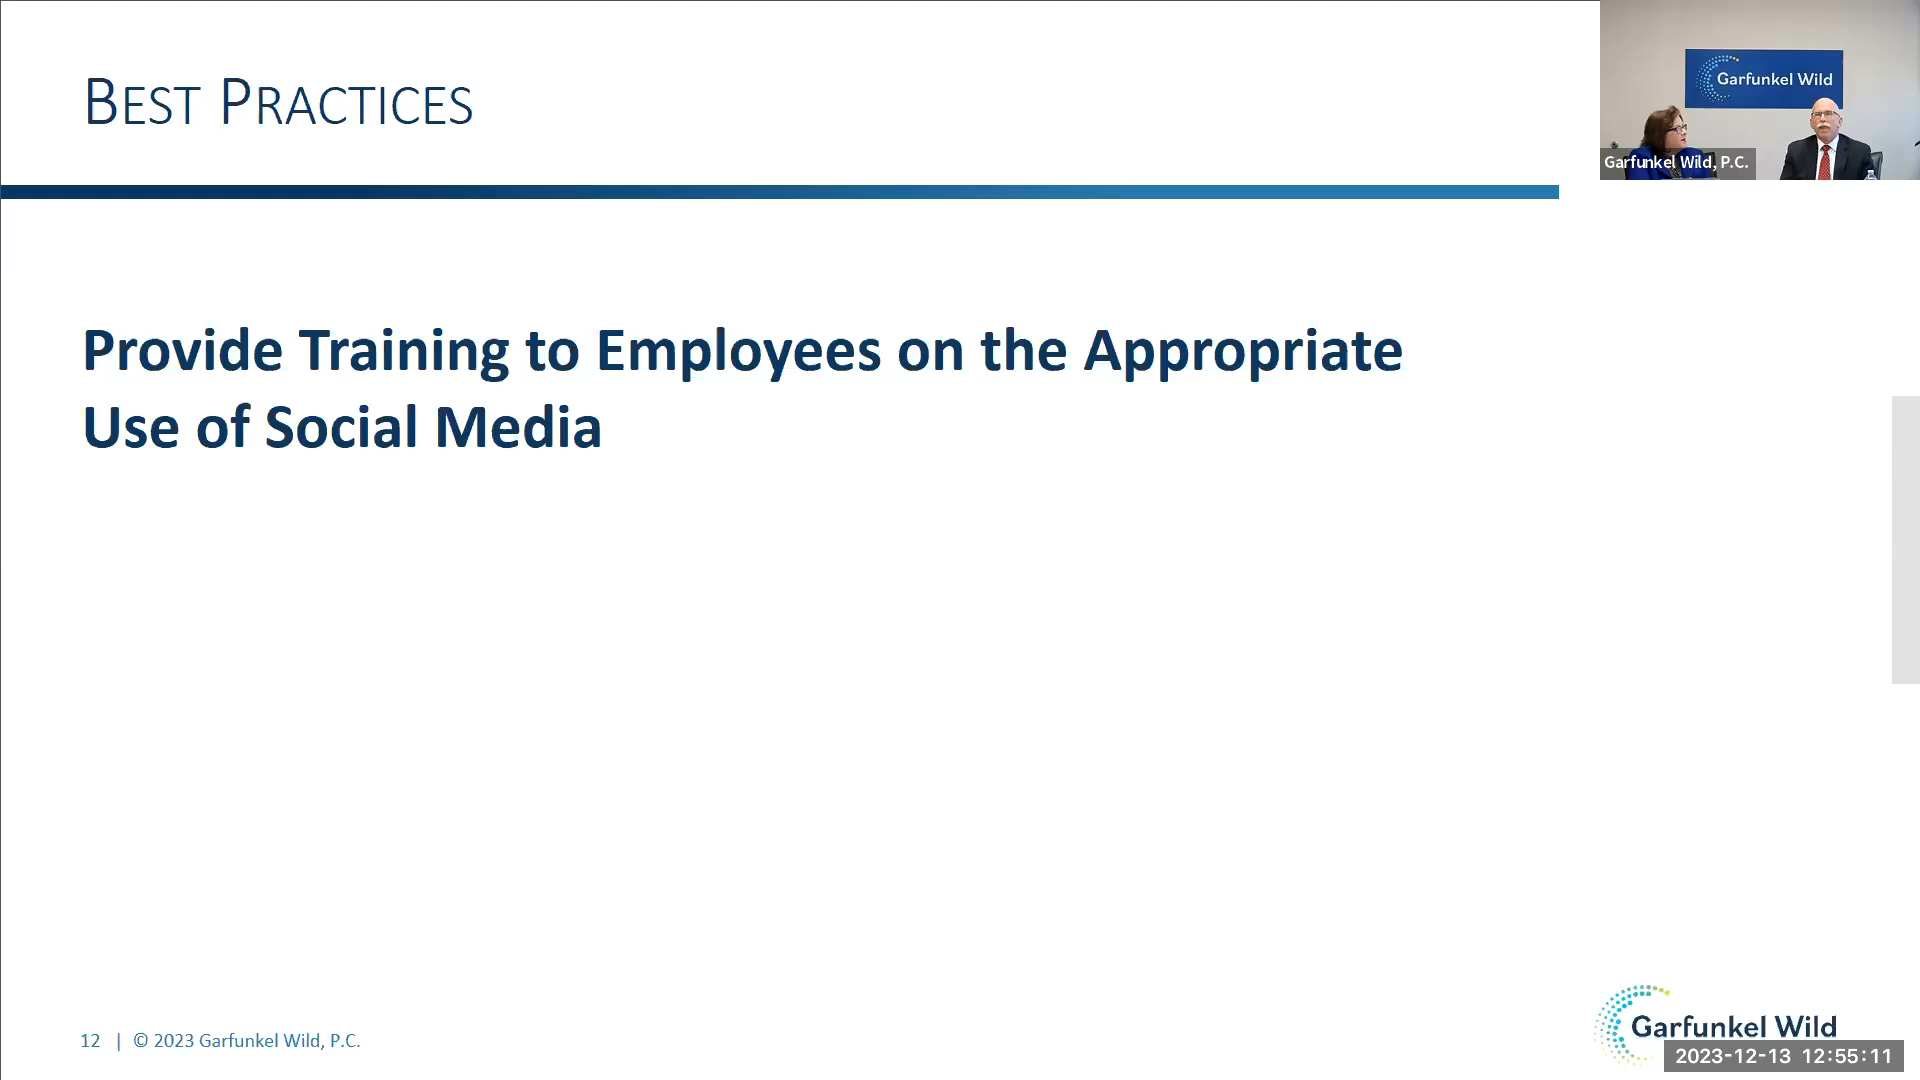 BEST PRACTICES
Garfunkel Wild
Garfunkel Wild, P.C.
Provide Training to Employees on the Appropriate
Use of Social Media
12 | © 2023 Garfunkel Wild, P.C.
Garfunkel Wild
2023-12-13 12:55:11